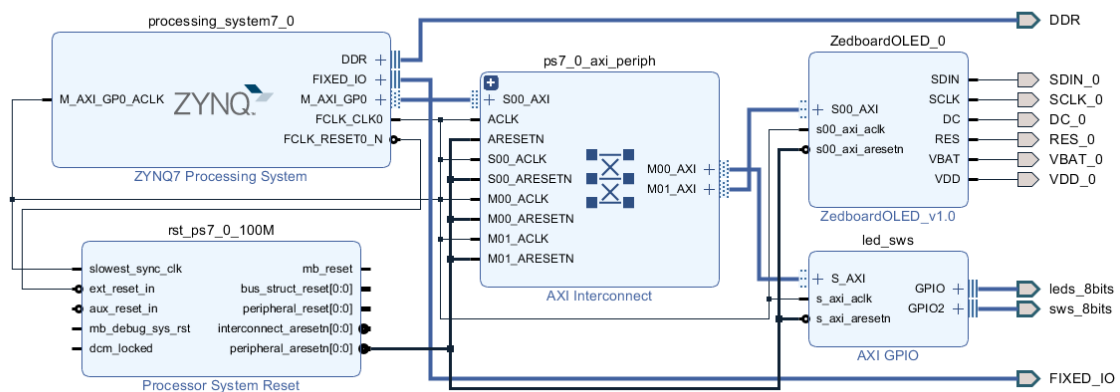 processing_system7_0
DDR
FIXED_IO
M_AXI_GP0_ACLK
ZYNQ
M_AXI_GP0
FCLK_CLK0
FCLK_RESET0_N
ZYNQ7 Processing System
rst_ps7_0_100M
slowest_sync_clk
mb_reset
ext_reset_in
bus_struct_reset[0:0]
aux_reset_in
peripheral_reset[0:0]
mb_debug_sys_rst
interconnect_aresetn[0:0]
dcm_locked
peripheral_aresetn[0:0]
Processor System Reset
ps7_0_axi_periph
S00_AXI
ACLK
ARESETN
S00_ACLK
S00_ARESETN
M00_ACLK
M00_ARESETN
M01_ACLK
M01_ARESETN
M00_AXI
M01_AXI
AXI Interconnect
ZedboardOLED_0
S00_AXI
s00_axi_aclk
s00_axi_aresetn
SDIN
SCLK
DC
RES
VBAT
VDD
ZedboardOLED_v1.0
led_sws
S_AXI
s_axi_aclk
s_axi_aresetn
GPIO
GPIO2
AXI GPIO
DDR
SDIN_0
SCLK_0
DC_0
RES_0
VBAT_0
VDD_0
leds_8bits
sws_8bits
FIXED_IO